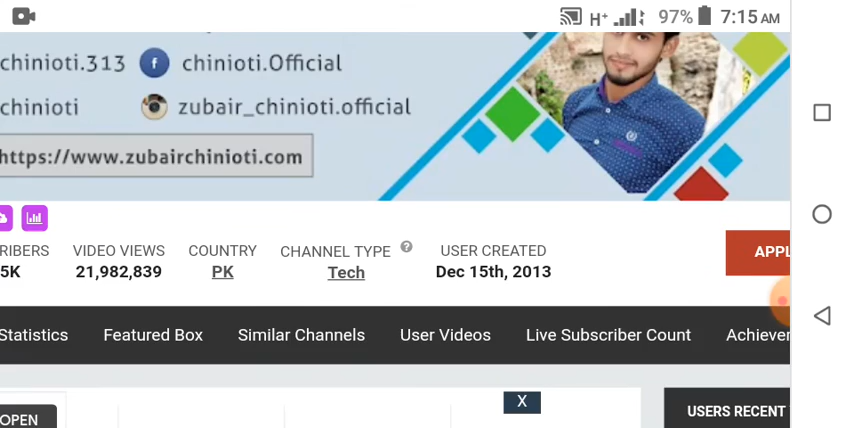 H+ 97% 7:15 AM
chinioti.313 f chinioti.Official
chinioti zubair_chinioti.official
https://www.zubairchinioti.com
RIBERS VIDEO VIEWS COUNTRY CHANNEL TYPE ? USER CREATED
5K 21,982,839 PK Tech Dec 15th, 2013
APPL
Statistics Featured Box Similar Channels User Videos Live Subscriber Count Achiever
OPEN X USERS RECENT